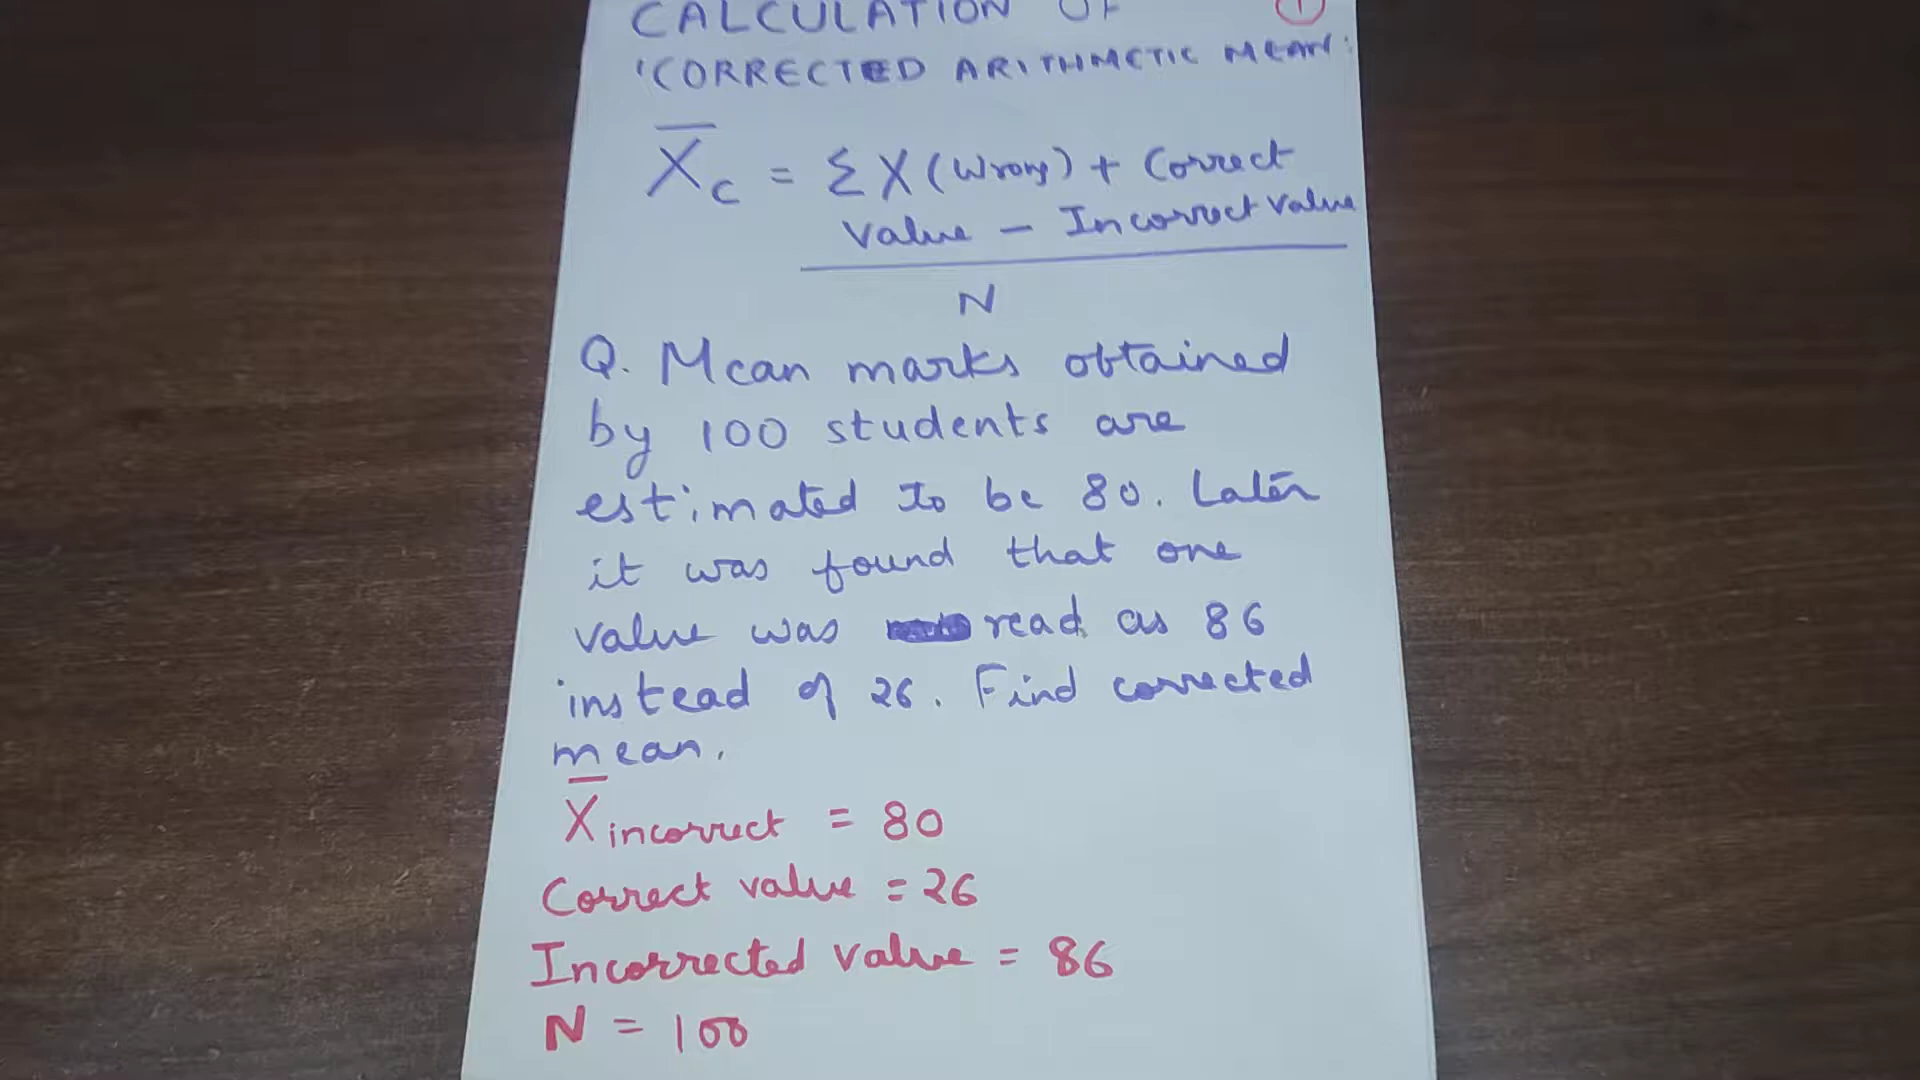 CALCULATION OF 1
'CORRECTED ARITHMETIC MEAN:
X̅c = Σ X (Wrong) + Correct
Value - Incorrect value
N
Q. Mean marks obtained
by 100 students are
estimated to be 80. Later
it was found that one
value was read as 86
instead of 26. Find corrected
mean.
X̅ incorrect = 80
Correct value = 26
Incorrected value = 86
N = 100